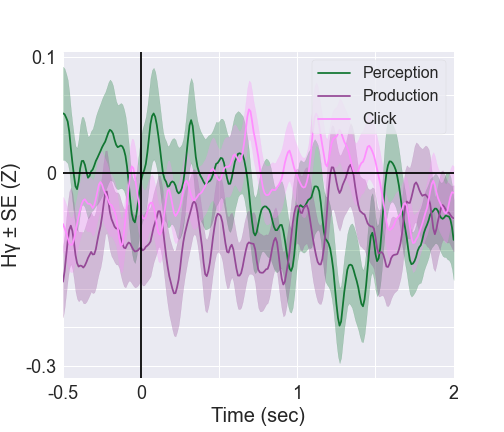 0.1
Perception
Production
Click
0
Hγ ± SE (Z)
-0.3
-0.5
0
1
2
Time (sec)